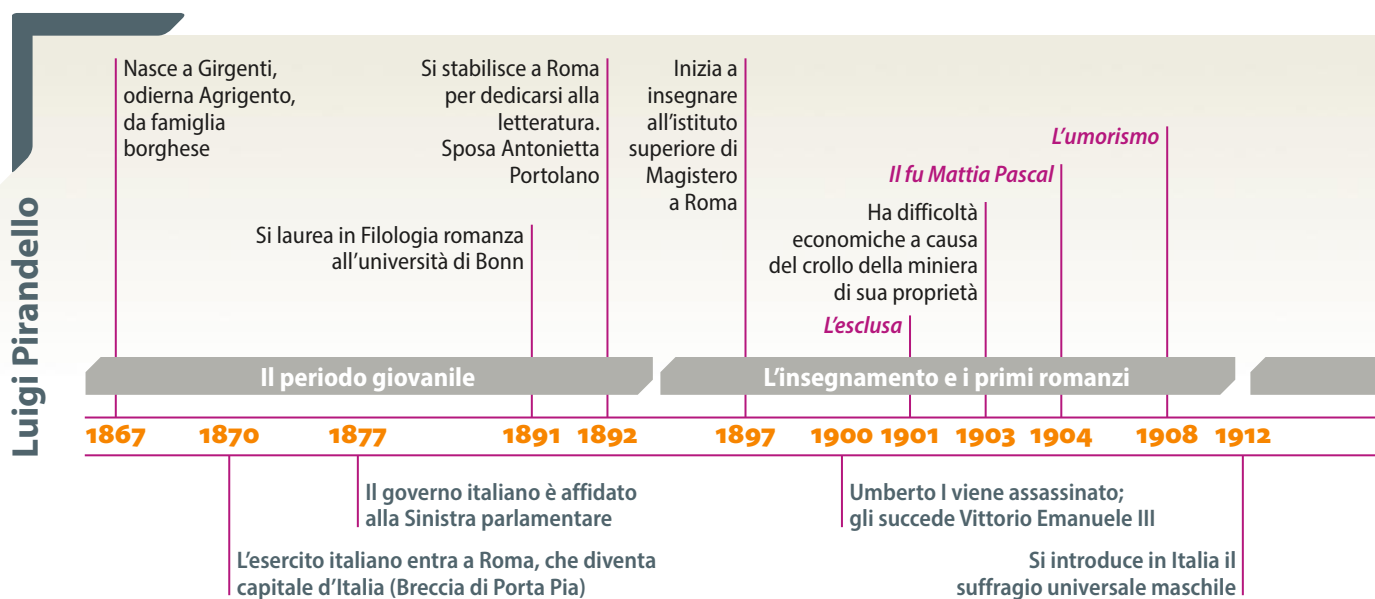 Luigi Pirandello
Nasce a Girgenti,
odierna Agrigento,
da famiglia
borghese
Si laurea in Filologia romanza
all'università di Bonn
Si stabilisce a Roma
per dedicarsi alla
letteratura.
Sposa Antonietta
Portolano
Inizia a
insegnare
all'istituto
superiore di
Magistero
a Roma
L'esclusa
Ha difficoltà
economiche a causa
del crollo della miniera
di sua proprietà
Il fu Mattia Pascal
L'umorismo
Il periodo giovanile
L'insegnamento e i primi romanzi
1867 1870 1877 1891 1892 1897 1900 1901 1903 1904 1908 1912
L'esercito italiano entra a Roma, che diventa
capitale d'Italia (Breccia di Porta Pia)
Il governo italiano è affidato
alla Sinistra parlamentare
Umberto I viene assassinato;
gli succede Vittorio Emanuele III
Si introduce in Italia il
suffragio universale maschile